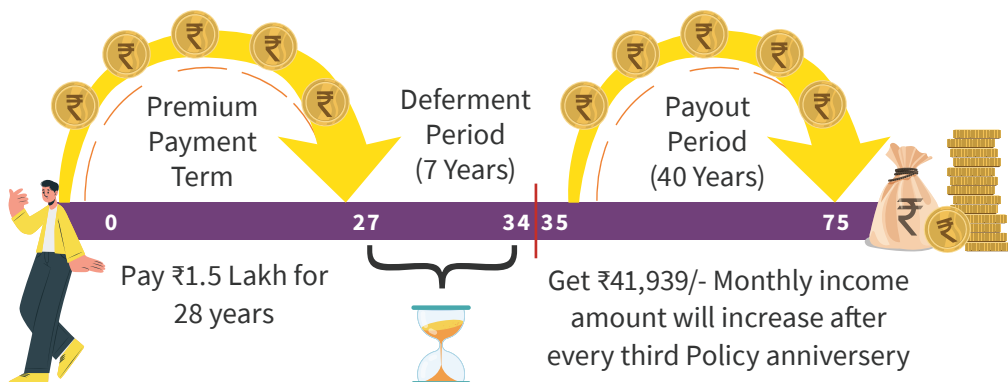 Premium
Payment
Term
Deferment
Period
(7 Years)
Payout
Period
(40 Years)
0
27
34
35
75
Pay ₹1.5 Lakh for
28 years
Get ₹41,939/- Monthly income
amount will increase after
every third Policy anniversery
₹
₹
₹
₹
₹
₹
₹
₹
₹
₹
₹
₹